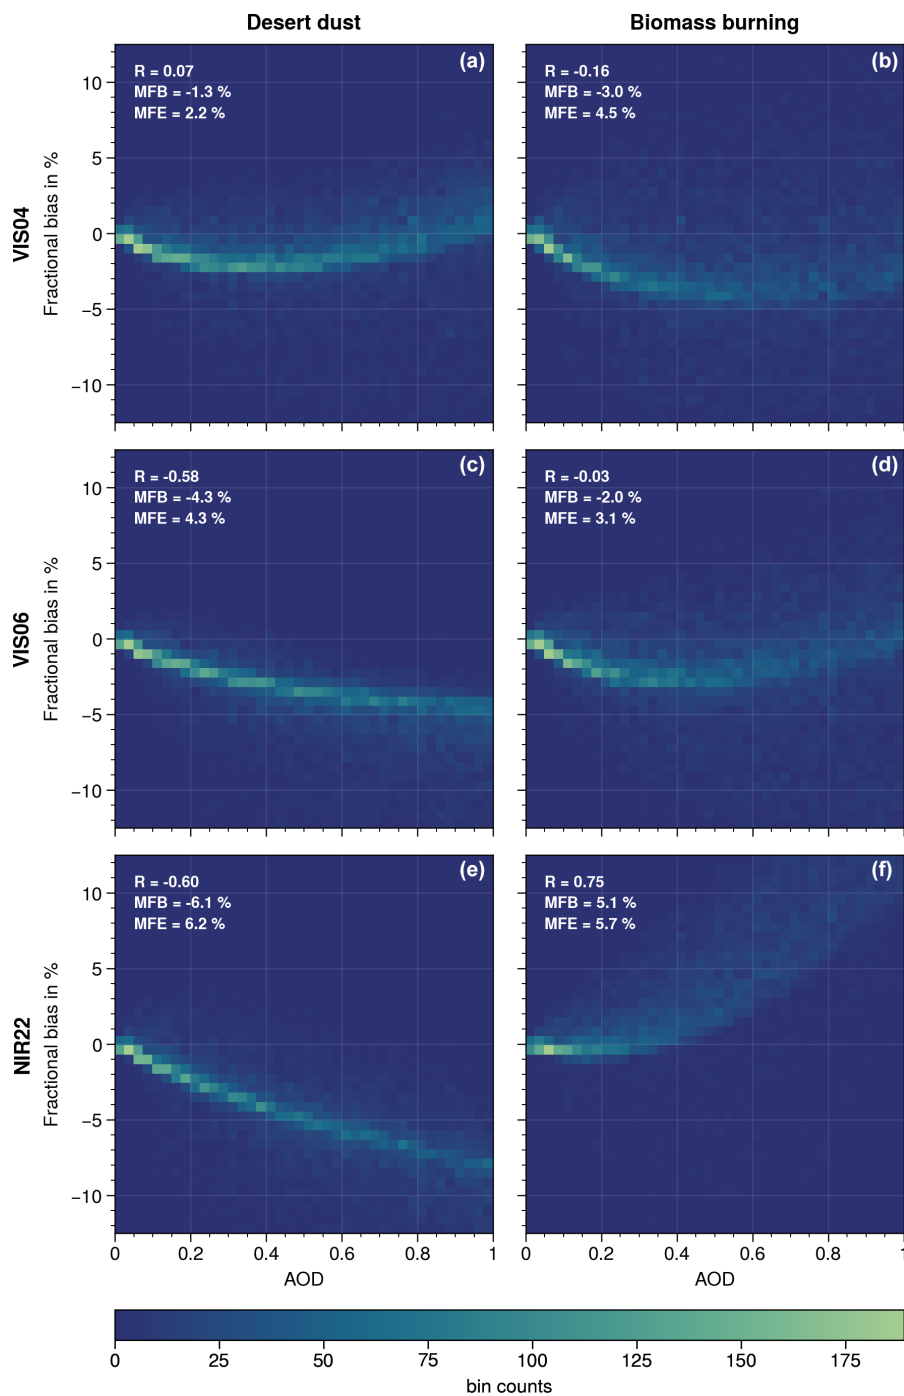 Desert dust
Biomass burning
(a)
R = 0.07
MFB = -1.3 %
MFE = 2.2 %
(b)
R = -0.16
MFB = -3.0 %
MFE = 4.5 %
VIS04
Fractional bias in %
10
5
0
−5
−10
(c)
R = -0.58
MFB = -4.3 %
MFE = 4.3 %
(d)
R = -0.03
MFB = -2.0 %
MFE = 3.1 %
VIS06
Fractional bias in %
10
5
0
−5
−10
(e)
R = -0.60
MFB = -6.1 %
MFE = 6.2 %
(f)
R = 0.75
MFB = 5.1 %
MFE = 5.7 %
NIR22
Fractional bias in %
10
5
0
−5
−10
0 0.2 0.4 0.6 0.8 1
0 0.2 0.4 0.6 0.8 1
AOD
AOD
0 25 50 75 100 125 150 175
bin counts